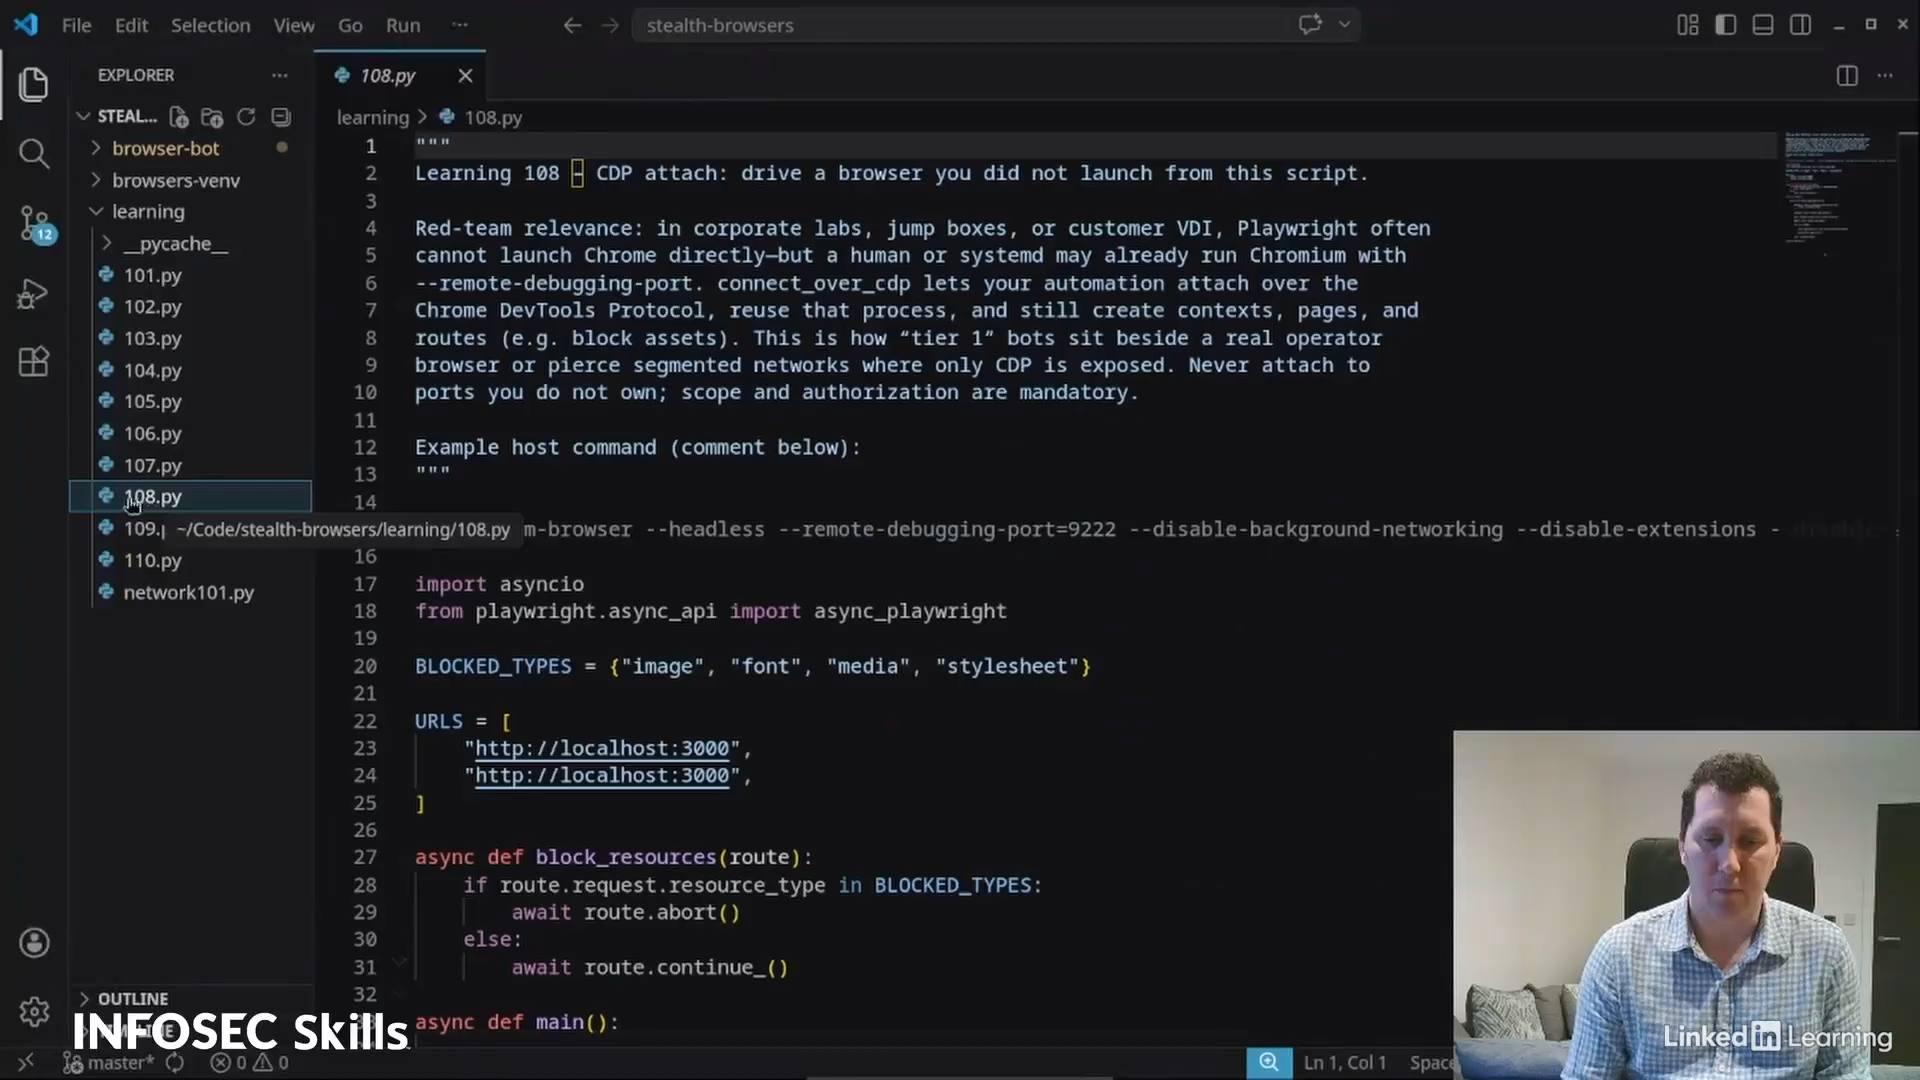 File Edit Selection View Go Run ···
stealth-browsers
EXPLORER ···
108.py
STEAL...
learning > 108.py
browser-bot
browsers-venv
learning
__pycache__
101.py
102.py
103.py
104.py
105.py
106.py
107.py
108.py
109.
110.py
network101.py
~/Code/stealth-browsers/learning/108.py
12
1 """
2 Learning 108 – CDP attach: drive a browser you did not launch from this script.
3
4 Red-team relevance: in corporate labs, jump boxes, or customer VDI, Playwright often
5 cannot launch Chrome directly—but a human or systemd may already run Chromium with
6 --remote-debugging-port. connect_over_cdp lets your automation attach over the
7 Chrome DevTools Protocol, reuse that process, and still create contexts, pages, and
8 routes (e.g. block assets). This is how “tier 1” bots sit beside a real operator
9 browser or pierce segmented networks where only CDP is exposed. Never attach to
10 ports you do not own; scope and authorization are mandatory.
11
12 Example host command (comment below):
13 """
14
m-browser --headless --remote-debugging-port=9222 --disable-background-networking --disable-extensions -
16
17 import asyncio
18 from playwright.async_api import async_playwright
19
20 BLOCKED_TYPES = {"image", "font", "media", "stylesheet"}
21
22 URLS = [
23 "http://localhost:3000",
24 "http://localhost:3000",
25 ]
26
27 async def block_resources(route):
28 if route.request.resource_type in BLOCKED_TYPES:
29 await route.abort()
30 else:
31 await route.continue_()
32
async def main():
OUTLINE
INFOSEC Skills
master* 0 0
Ln 1, Col 1 Space
LinkedIn Learning